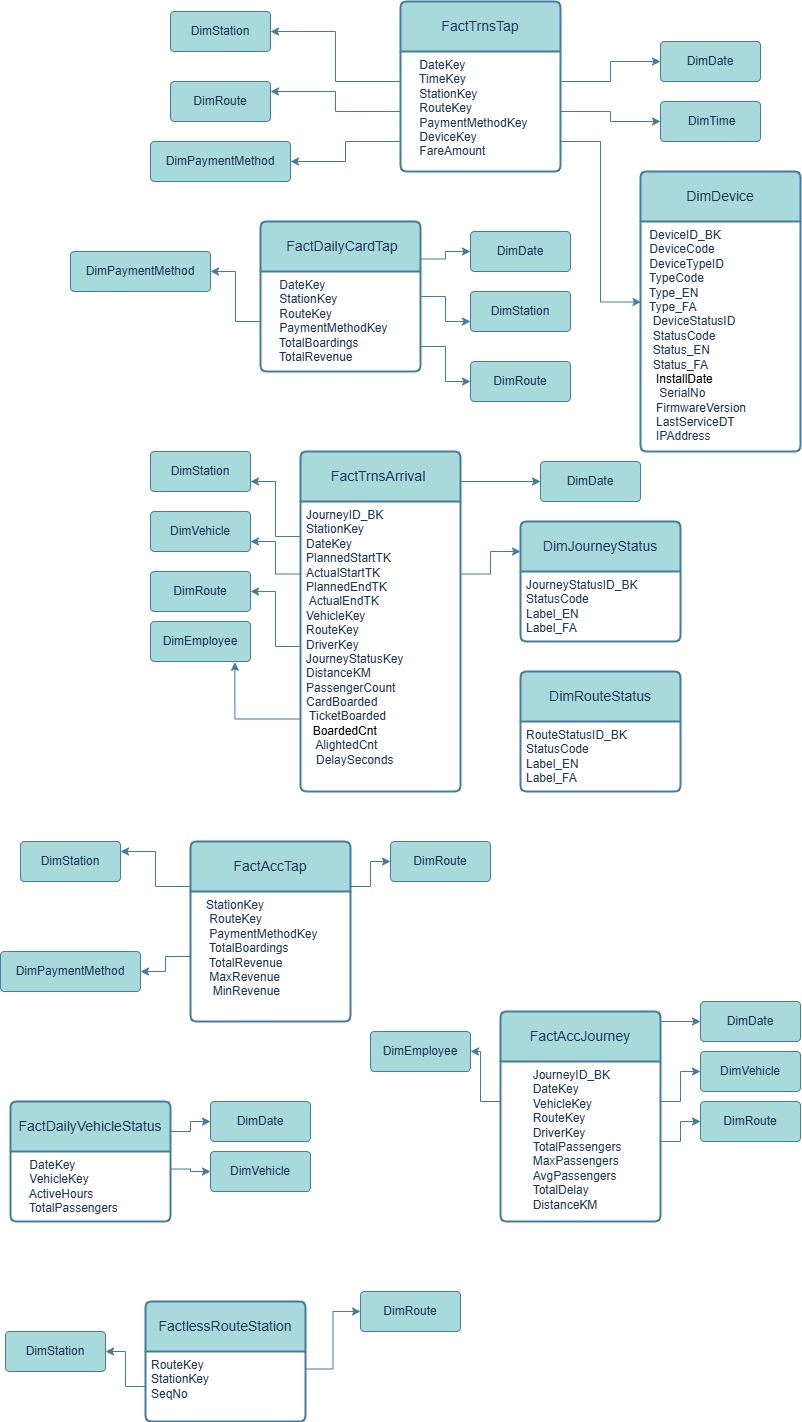 FactTrnsTap
DateKey
TimeKey
StationKey
RouteKey
PaymentMethodKey
DeviceKey
FareAmount
DimStation
DimRoute
DimPaymentMethod
DimDate
DimTime
DimDevice
DeviceID_BK
DeviceCode
DeviceTypeID
TypeCode
Type_EN
Type_FA
DeviceStatusID
StatusCode
Status_EN
Status_FA
InstallDate
SerialNo
FirmwareVersion
LastServiceDT
IPAddress
DimPaymentMethod
FactDailyCardTap
DateKey
StationKey
RouteKey
PaymentMethodKey
TotalBoardings
TotalRevenue
DimDate
DimStation
DimRoute
DimStation
DimVehicle
DimRoute
DimEmployee
FactTrnsArrival
JourneyID_BK
StationKey
DateKey
PlannedStartTK
ActualStartTK
PlannedEndTK
ActualEndTK
VehicleKey
RouteKey
DriverKey
JourneyStatusKey
DistanceKM
PassengerCount
CardBoarded
TicketBoarded
BoardedCnt
AlightedCnt
DelaySeconds
DimDate
DimJourneyStatus
JourneyStatusID_BK
StatusCode
Label_EN
Label_FA
DimRouteStatus
RouteStatusID_BK
StatusCode
Label_EN
Label_FA
DimStation
DimPaymentMethod
FactAccTap
StationKey
RouteKey
PaymentMethodKey
TotalBoardings
TotalRevenue
MaxRevenue
MinRevenue
DimRoute
DimEmployee
FactAccJourney
JourneyID_BK
DateKey
VehicleKey
RouteKey
DriverKey
TotalPassengers
MaxPassengers
AvgPassengers
TotalDelay
DistanceKM
DimDate
DimVehicle
DimRoute
FactDailyVehicleStatus
DateKey
VehicleKey
ActiveHours
TotalPassengers
DimDate
DimVehicle
DimStation
FactlessRouteStation
RouteKey
StationKey
SeqNo
DimRoute